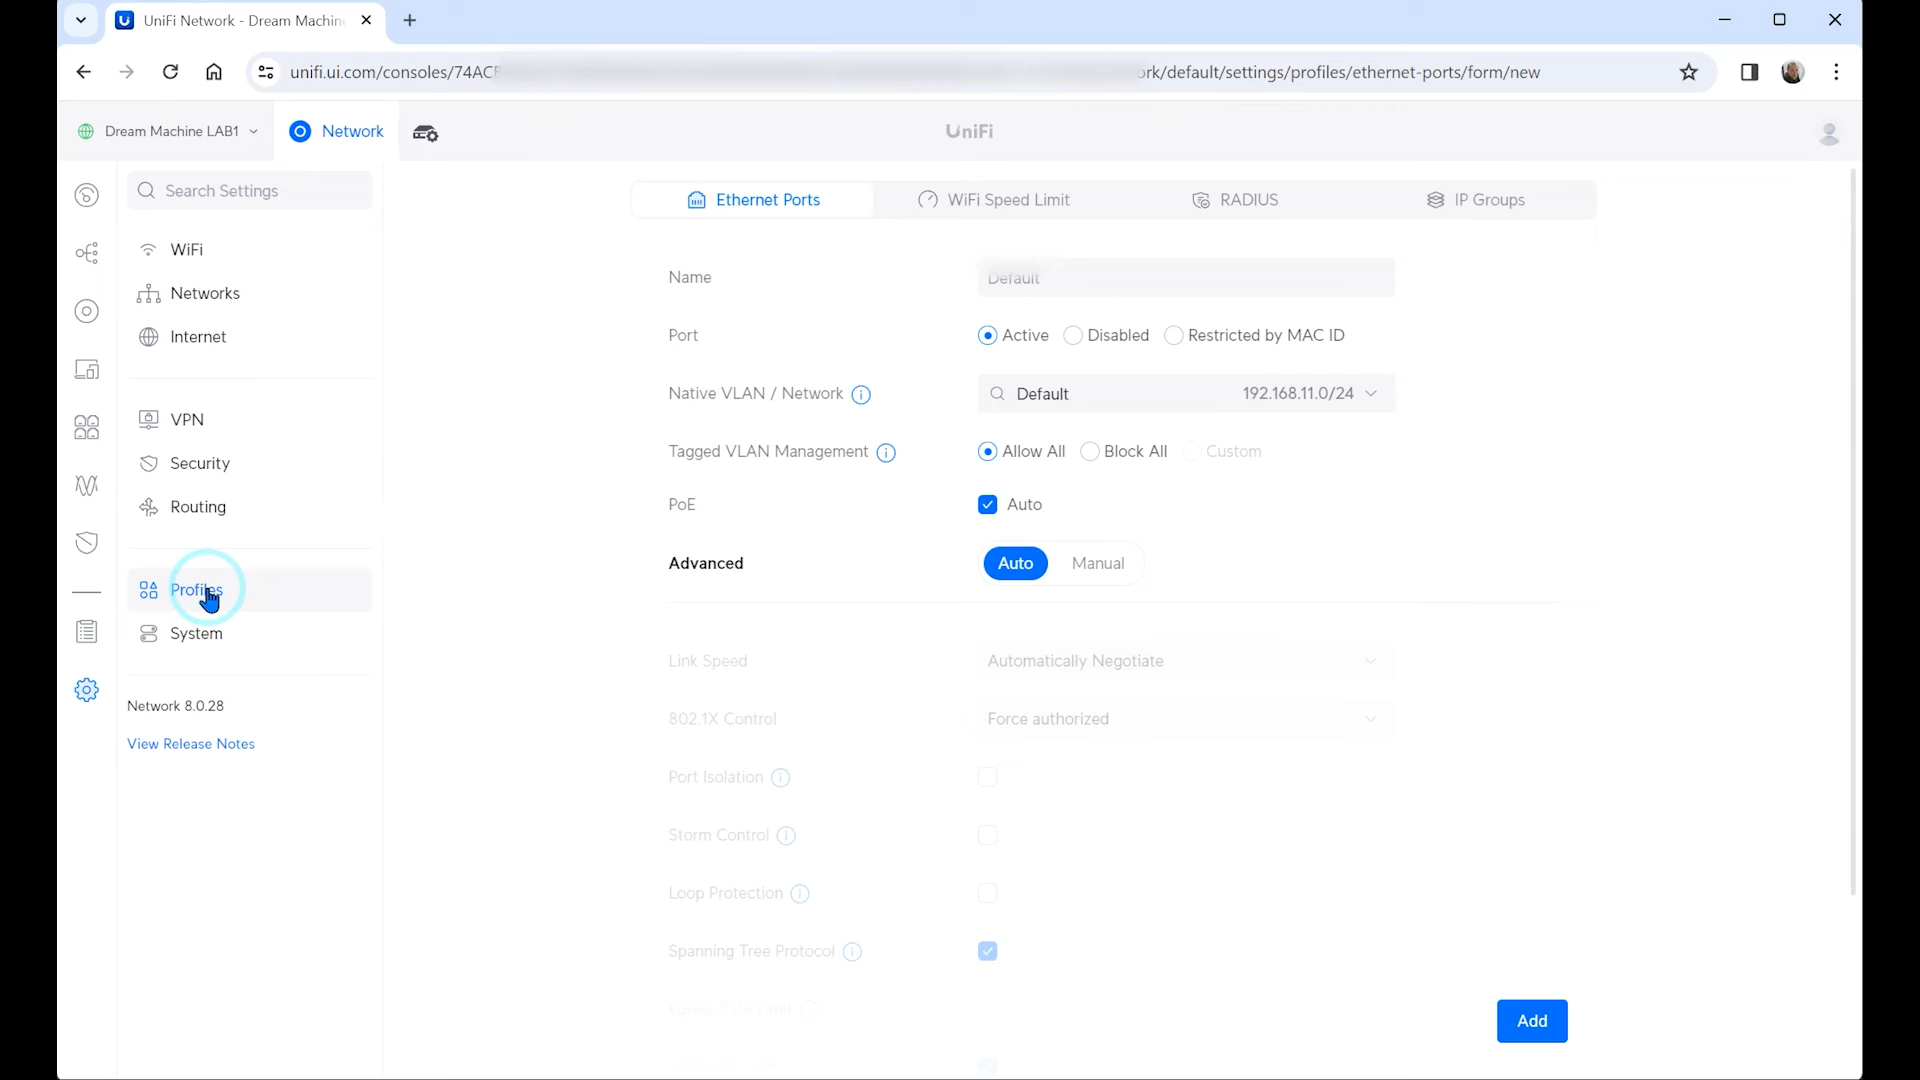 UniFi Network - Dream Machin
unifi.ui.com/consoles/74AC
rk/default/settings/profiles/ethernet-ports/form/new
Dream Machine LAB1
Network
UniFi
Search Settings
WiFi
Networks
Internet
VPN
Security
Routing
Profiles
System
Network 8.0.28
View Release Notes
Ethernet Ports
WiFi Speed Limit
RADIUS
IP Groups
Name
Default
Port
Active
Disabled
Restricted by MAC ID
Native VLAN / Network
Default
192.168.11.0/24
Tagged VLAN Management
Allow All
Block All
Custom
PoE
Auto
Advanced
Auto
Manual
Link Speed
Automatically Negotiate
802.1X Control
Force authorized
Port Isolation
Storm Control
Loop Protection
Spanning Tree Protocol
Egress Rate Limit
Add